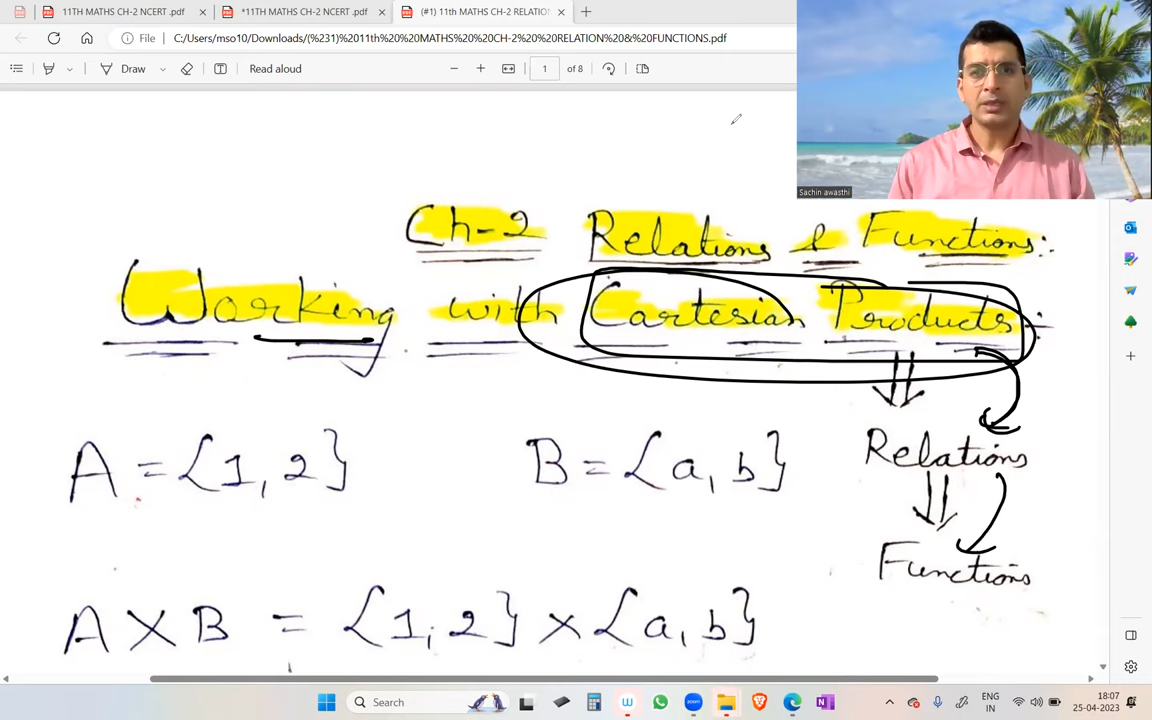 11TH MATHS CH-2 NCERT .pdf
*11TH MATHS CH-2 NCERT .pdf
(#1) 11th MATHS CH-2 RELATION
File
C:/Users/mso10/Downloads/(%231)%2011th%20%20MATHS%20%20CH-2%20%20RELATION%20&%20FUNCTIONS.pdf
Draw
Read aloud
1 of 8
Sachin awasthi
Ch-2 Relations & Functions:
Working with Cartesian Products:-
A = {1, 2} B = {a, b}
Relations
Functions
A X B = {1, 2} X {a, b}
Search
ENG
IN
18:07
25-04-2023